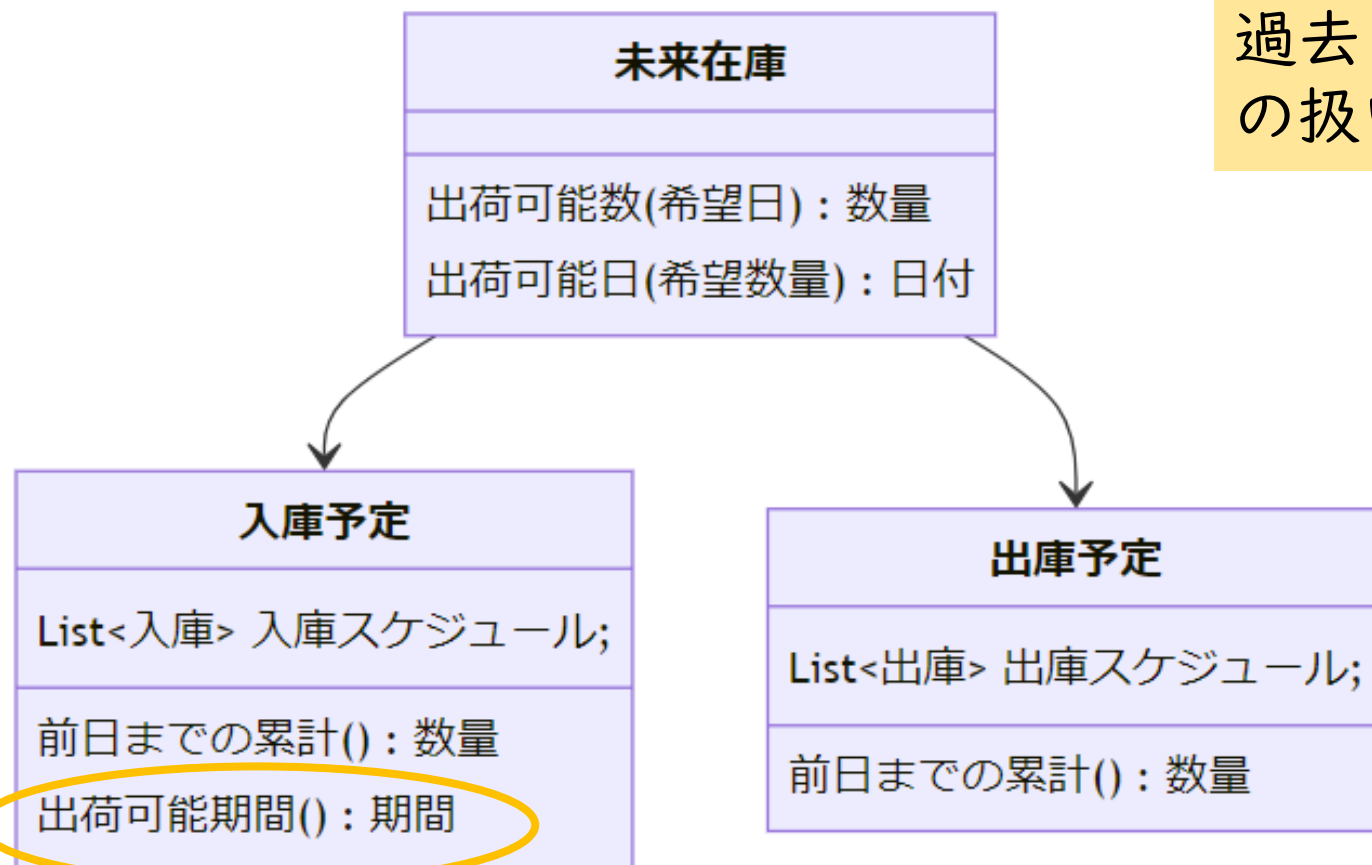 過去
の扱い
未来在庫
出荷可能数(希望日) : 数量
出荷可能日(希望数量) : 日付
入庫予定
List<入庫> 入庫スケジュール;
前日までの累計() : 数量
出荷可能期間() : 期間
出庫予定
List<出庫> 出庫スケジュール;
前日までの累計() : 数量